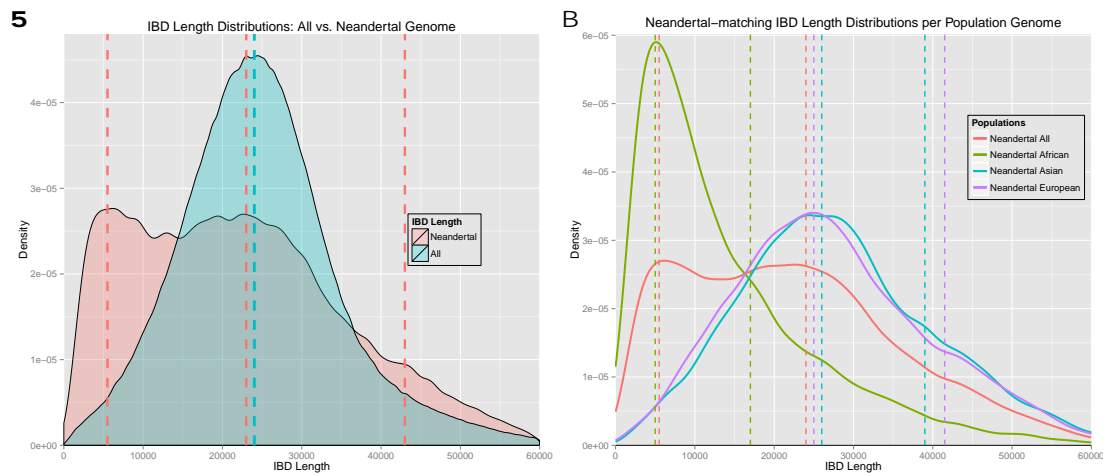 5
IBD Length Distributions: All vs. Neandertal Genome
Density
4e−05
3e−05
2e−05
1e−05
0e+00
0
10000
20000
30000
40000
50000
60000
IBD Length
IBD Length
Neandertal
All
B
Neandertal−matching IBD Length Distributions per Population Genome
Density
6e−05
5e−05
4e−05
3e−05
2e−05
1e−05
0e+00
0
10000
20000
30000
40000
50000
60000
IBD Length
Populations
Neandertal All
Neandertal African
Neandertal Asian
Neandertal European